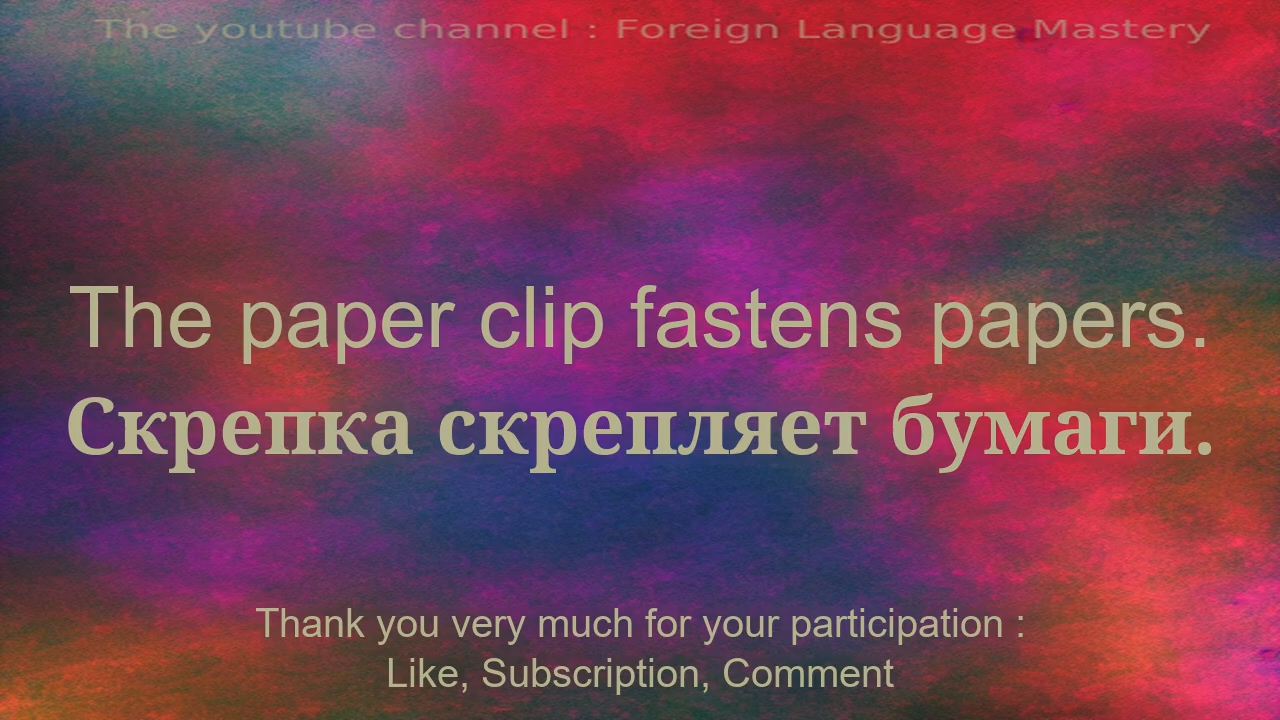 The youtube channel : Foreign Language Mastery
The paper clip fastens papers.
Скрепка скрепляет бумаги.
Thank you very much for your participation :
Like, Subscription, Comment